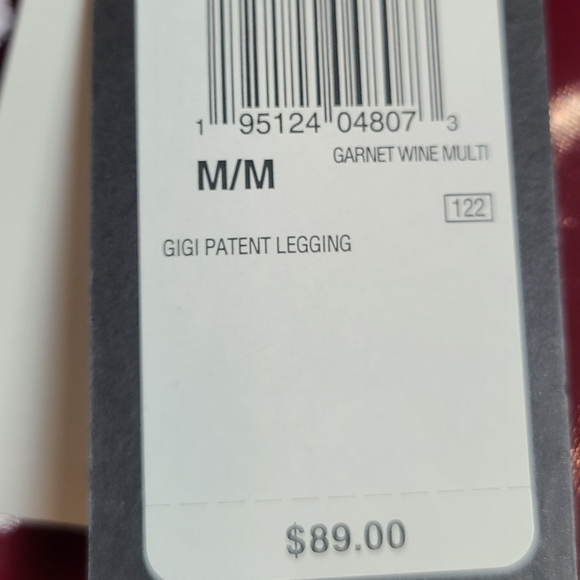 1 95124 04807 3
GARNET WINE MULTI
M/M
122
GIGI PATENT LEGGING
$89.00